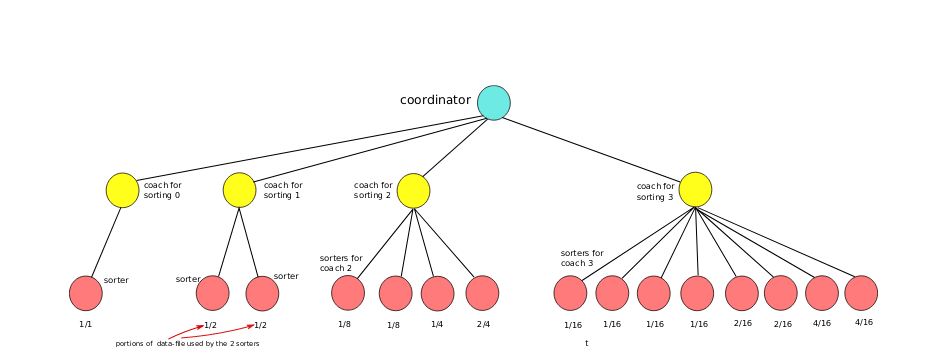 coordinator
coach for
sorting 0
coach for
sorting 1
coach for
sorting 2
coach for
sorting 3
sorters for
coach 2
sorters for
coach 3
sorter
sorter
sorter
1/1
1/2
1/2
1/8
1/8
1/4
2/4
1/16
1/16
1/16
1/16
2/16
2/16
4/16
4/16
portions of data-file used by the 2 sorters
t